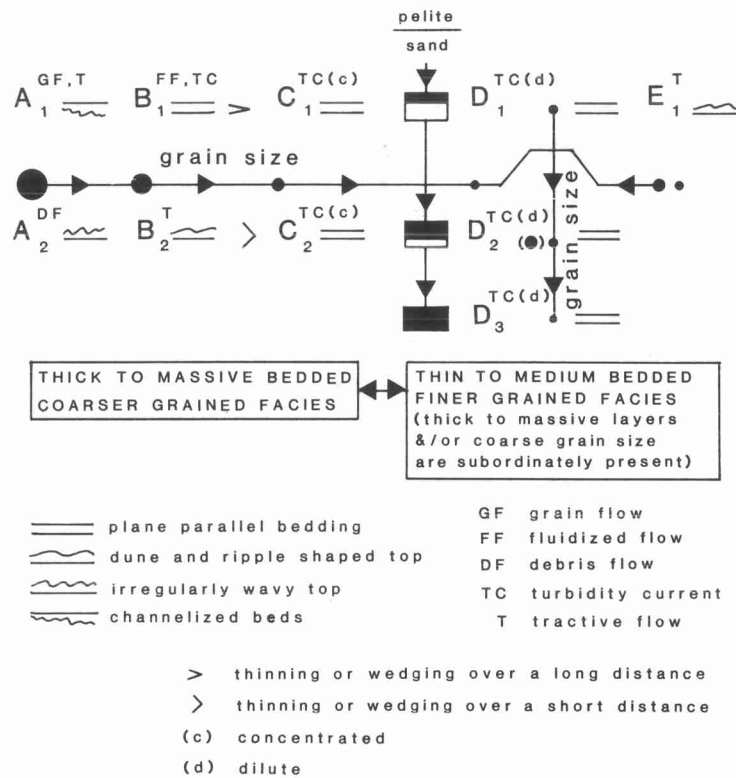 pelite
sand
A₁ GF,T B₁ FF,TC > C₁ TC(c) D₁ TC(d) E₁ T
grain size
A₂ DF B₂ T > C₂ TC(c) D₂ TC(d)
( )
grain size
D₃ TC(d)
THICK TO MASSIVE BEDDED
COARSER GRAINED FACIES
THIN TO MEDIUM BEDDED
FINER GRAINED FACIES
(thick to massive layers
&/or coarse grain size
are subordinately present)
plane parallel bedding
dune and ripple shaped top
irregularly wavy top
channelized beds
GF grain flow
FF fluidized flow
DF debris flow
TC turbidity current
T tractive flow
> thinning or wedging over a long distance
> thinning or wedging over a short distance
(c) concentrated
(d) dilute